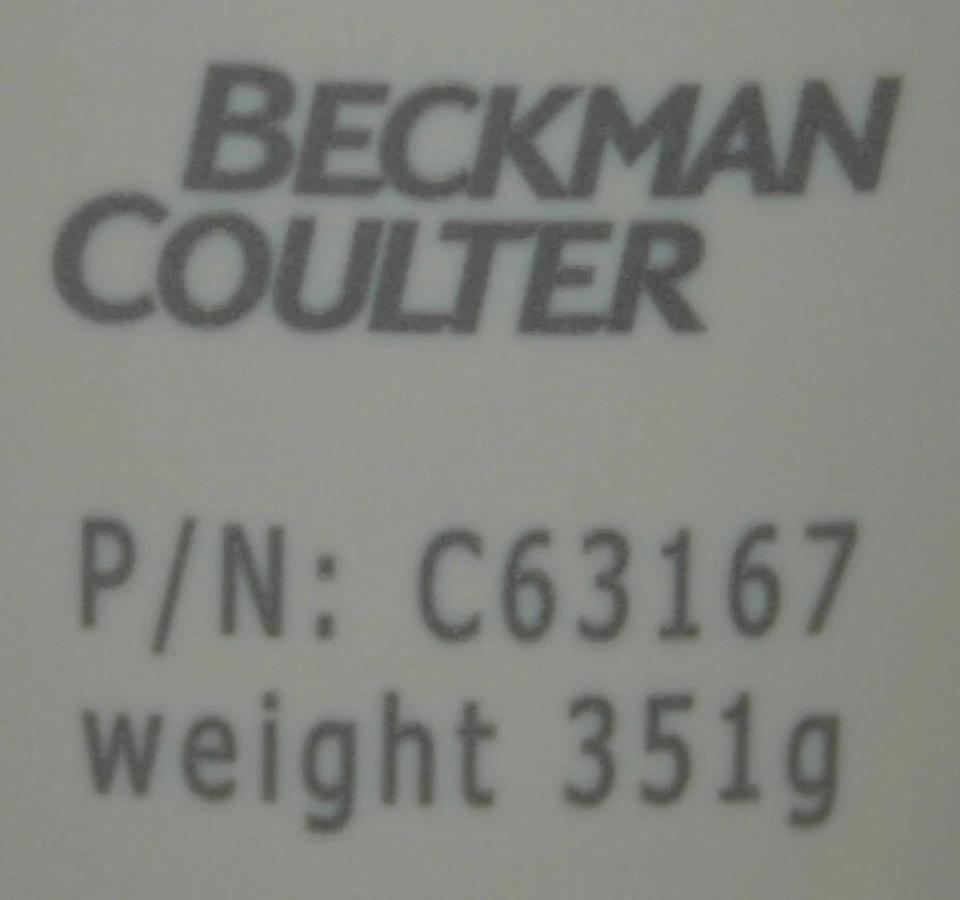 BECKMAN
COULTER
P/N: C63167
weight 351g